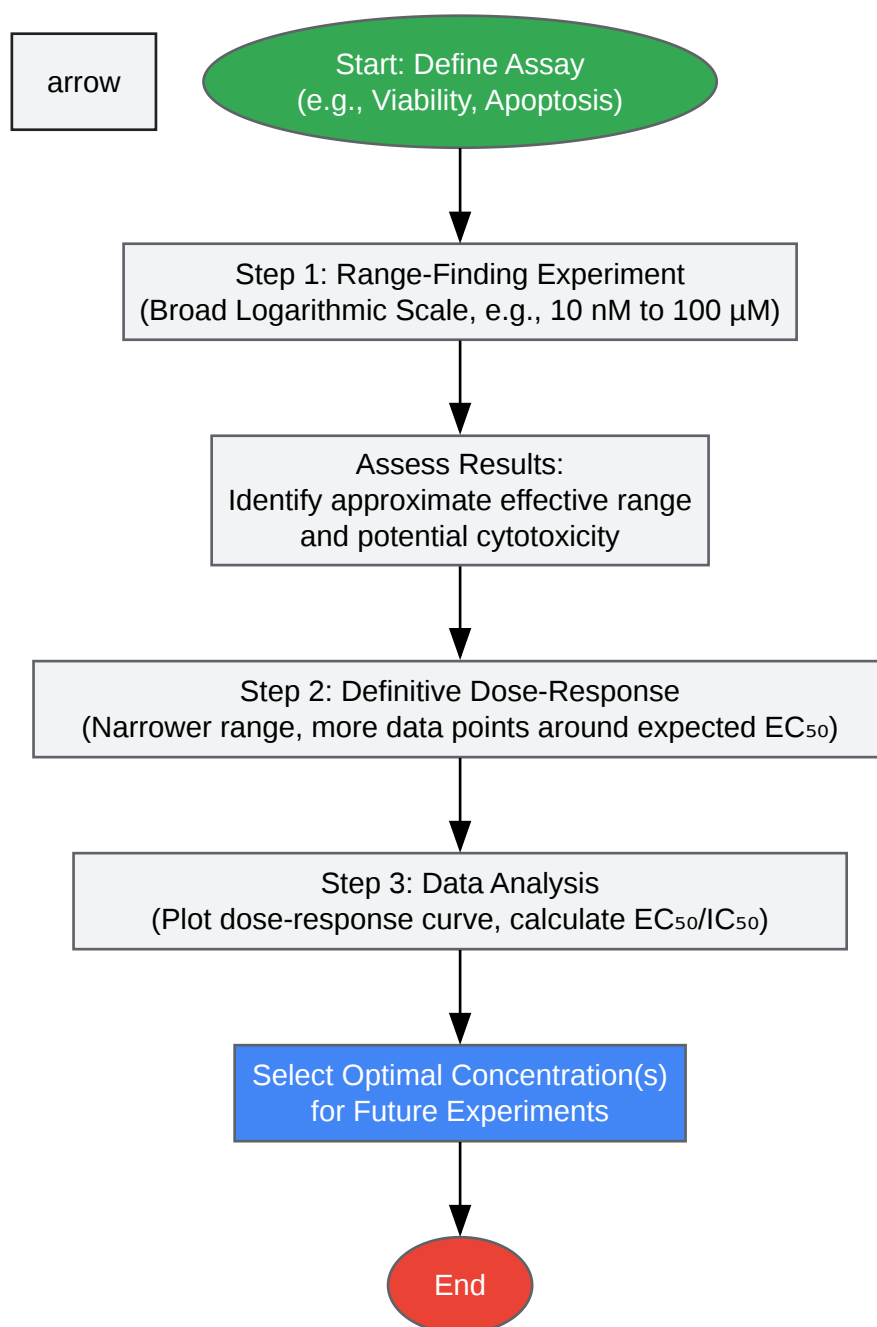 arrow
Start: Define Assay
(e.g., Viability, Apoptosis)
Step 1: Range-Finding Experiment
(Broad Logarithmic Scale, e.g., 10 nM to 100 µM)
Assess Results:
Identify approximate effective range
and potential cytotoxicity
Step 2: Definitive Dose-Response
(Narrower range, more data points around expected EC₅₀)
Step 3: Data Analysis
(Plot dose-response curve, calculate EC₅₀/IC₅₀)
Select Optimal Concentration(s)
for Future Experiments
End